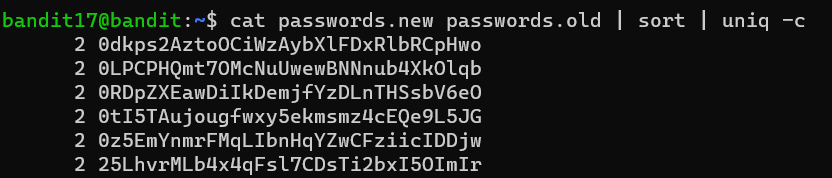 bandit17@bandit:~$ cat passwords.new passwords.old | sort | uniq -c
2 0dkps2AztoOCiWzAybXlFDxRlbRCpHwo
2 0LPCPHQmt7OMcNuUwewBNNnub4XkOlqb
2 0RDpZXEawDiIkDemjfYzDLnTHSsbV6eO
2 0tI5TAujougfwxy5ekmsmz4cEQe9L5JG
2 0z5EmYnmrFMqLIbnHqYZwCFziicIDDjw
2 25LhvrMLb4x4qFsl7CDsTi2bxI5OImIr